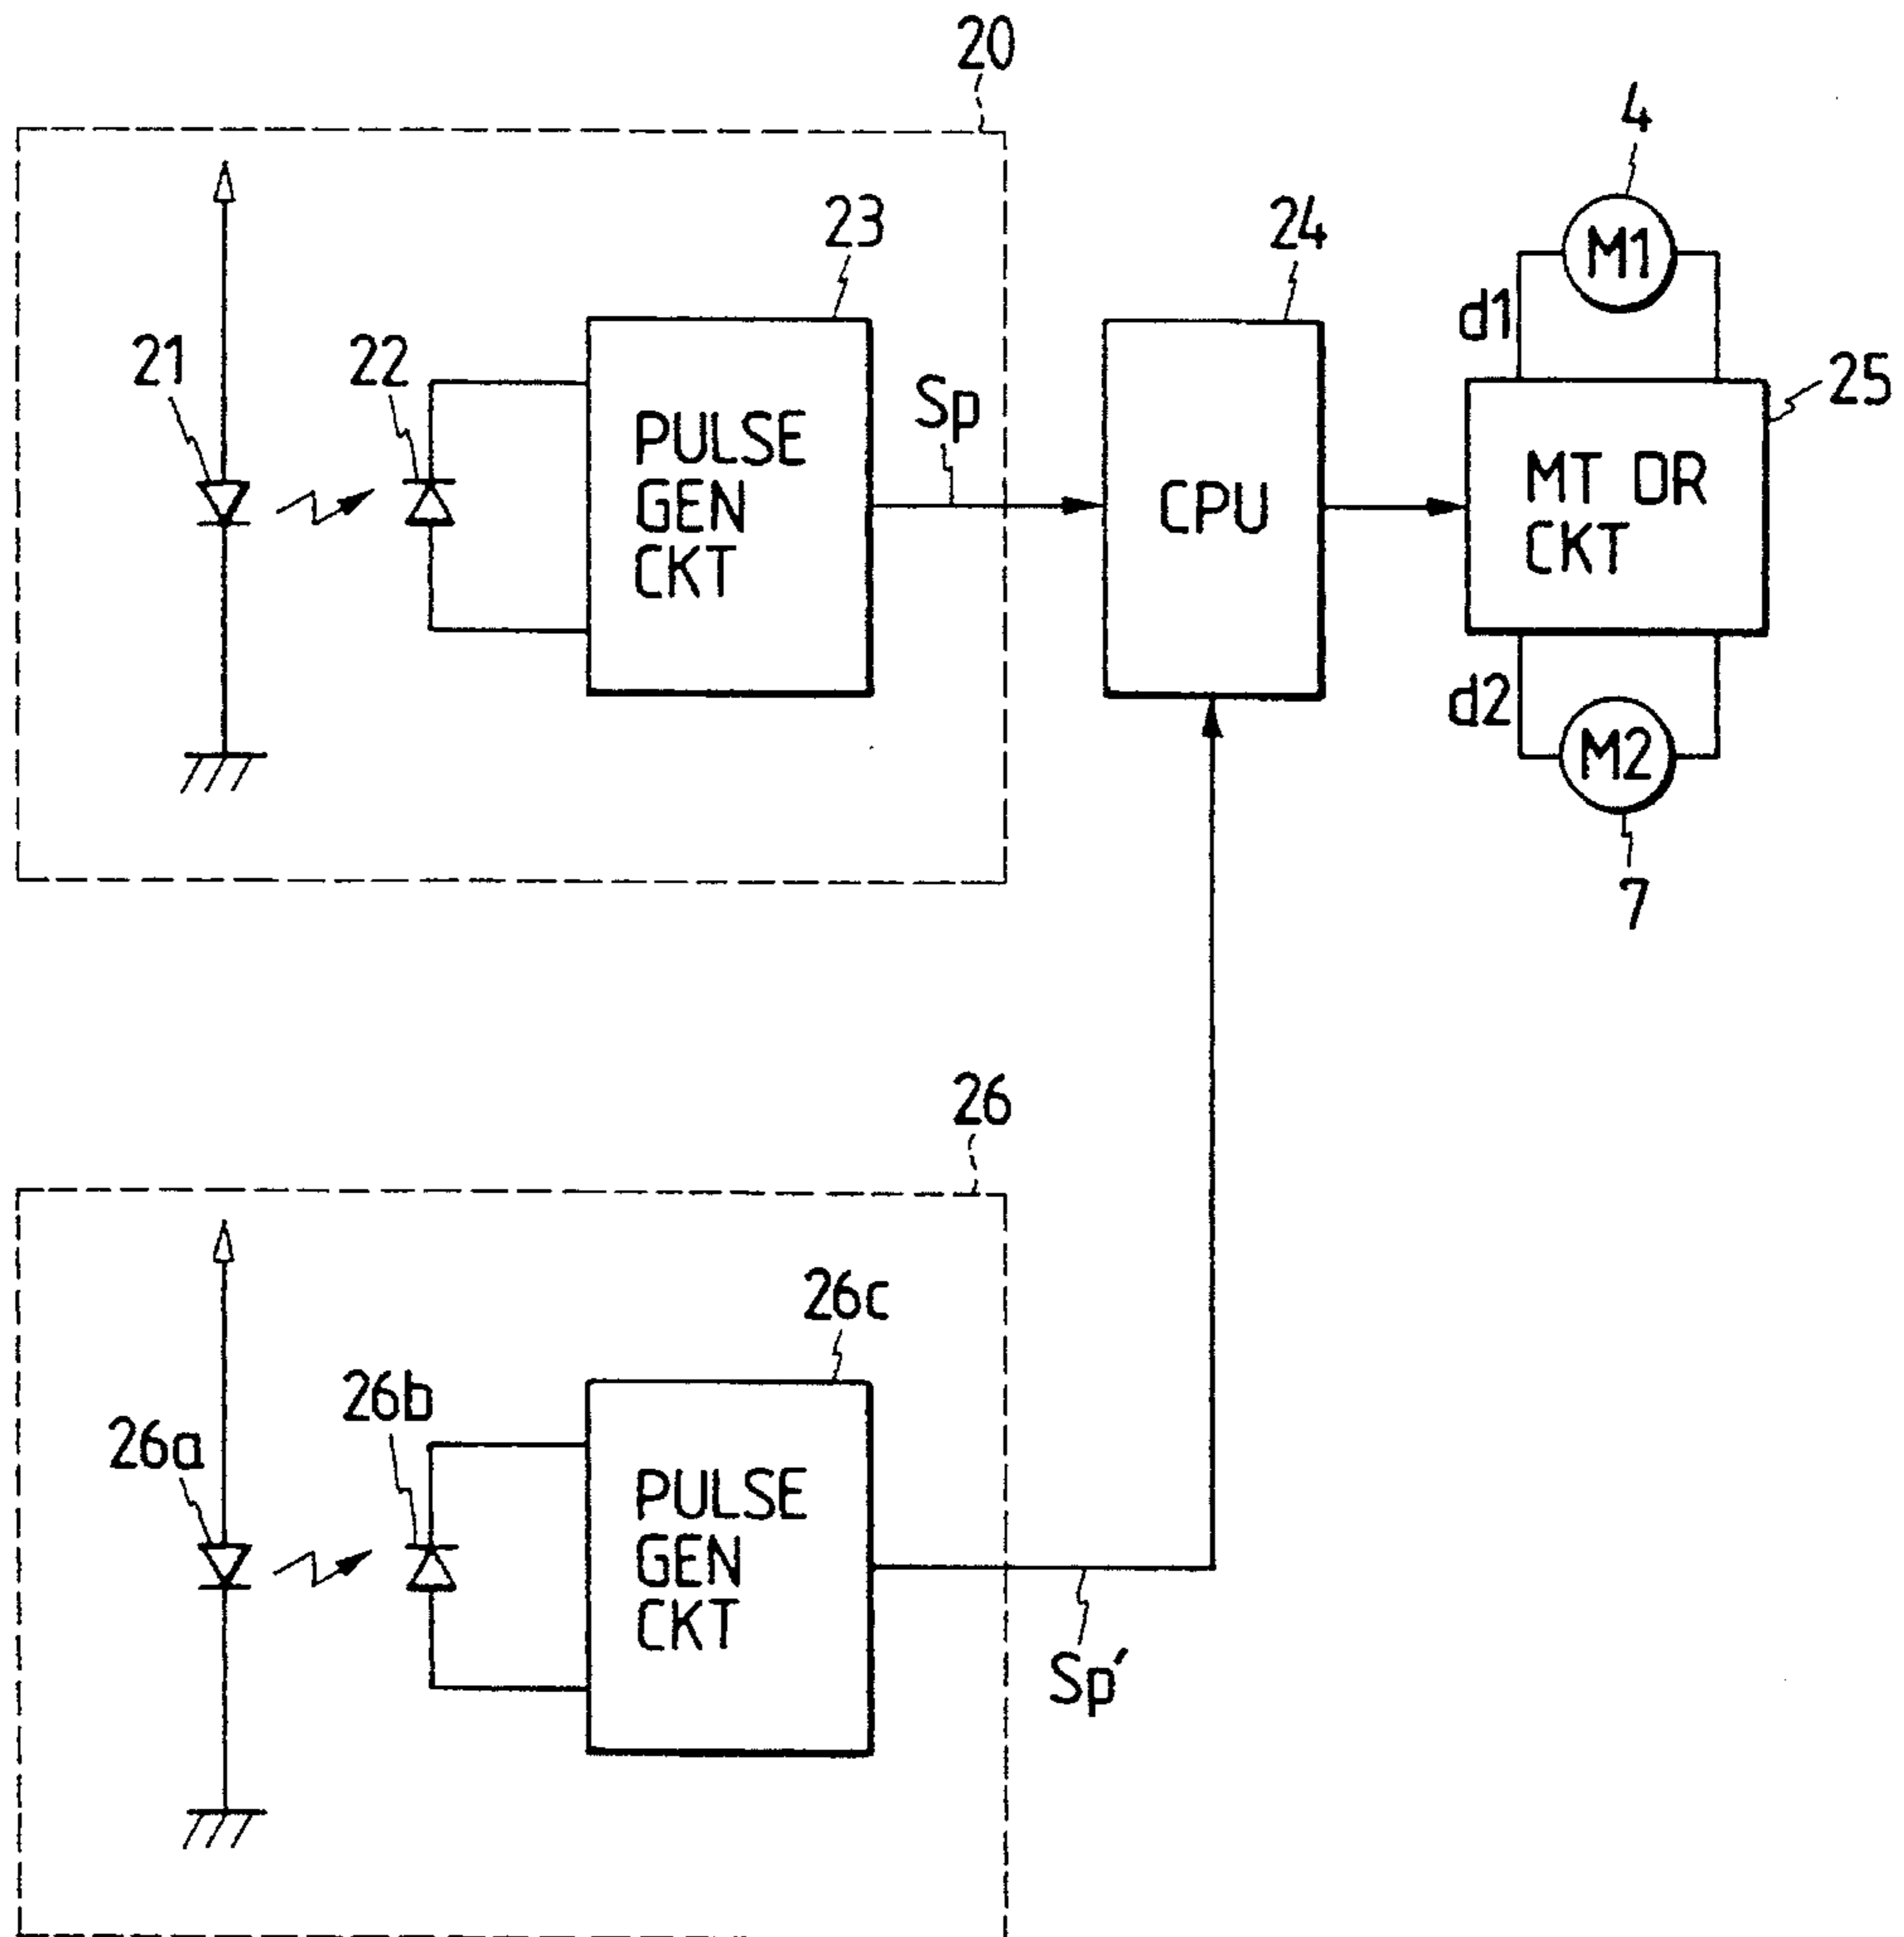 20
4
23
24
M1
d1
21
22
25
Sp
PULSE
GEN
CKT
CPU
MT DR
CKT
d2
M2
7
26
26c
26b
26a
PULSE
GEN
CKT
Sp′